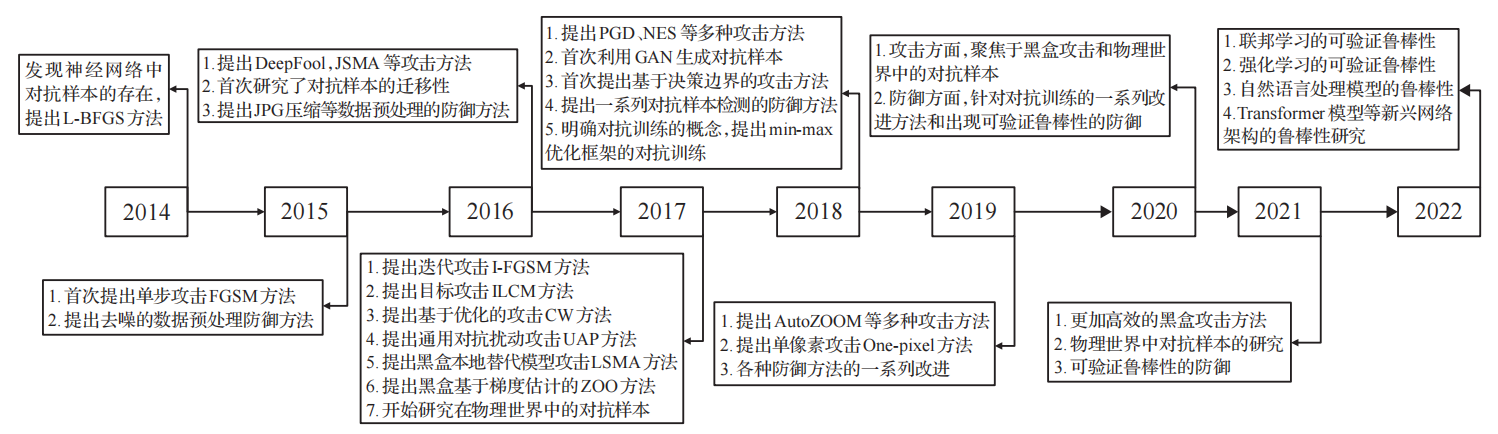 发现神经网络中
对抗样本的存在，
提出L-BFGS方法
1. 提出DeepFool，JSMA等攻击方法
2. 首次研究了对抗样本的迁移性
3. 提出JPG压缩等数据预处理的防御方法
1. 提出PGD、NES等多种攻击方法
2. 首次利用GAN生成对抗样本
3. 首次提出基于决策边界的攻击方法
4. 提出一系列对抗样本检测的防御方法
5. 明确对抗训练的概念，提出min-max
优化框架的对抗训练
1. 攻击方面，聚焦于黑盒攻击和物理世
界中的对抗样本
2. 防御方面，针对对抗训练的一系列改
进方法和出现可验证鲁棒性的防御
1. 联邦学习的可验证鲁棒性
2. 强化学习的可验证鲁棒性
3. 自然语言处理模型的鲁棒性
4. Transformer模型等新兴网络
架构的鲁棒性研究
2014
2015
2016
2017
2018
2019
2020
2021
2022
1. 首次提出单步攻击FGSM方法
2. 提出去噪的数据预处理防御方法
1. 提出迭代攻击I-FGSM方法
2. 提出目标攻击ILCM方法
3. 提出基于优化的攻击CW方法
4. 提出通用对抗扰动攻击UAP方法
5. 提出黑盒本地替代模型攻击LSMA方法
6. 提出黑盒基于梯度估计的ZOO方法
7. 开始研究在物理世界中的对抗样本
1. 提出AutoZOOM等多种攻击方法
2. 提出单像素攻击One-pixel方法
3. 各种防御方法的一系列改进
1. 更加高效的黑盒攻击方法
2. 物理世界中对抗样本的研究
3. 可验证鲁棒性的防御